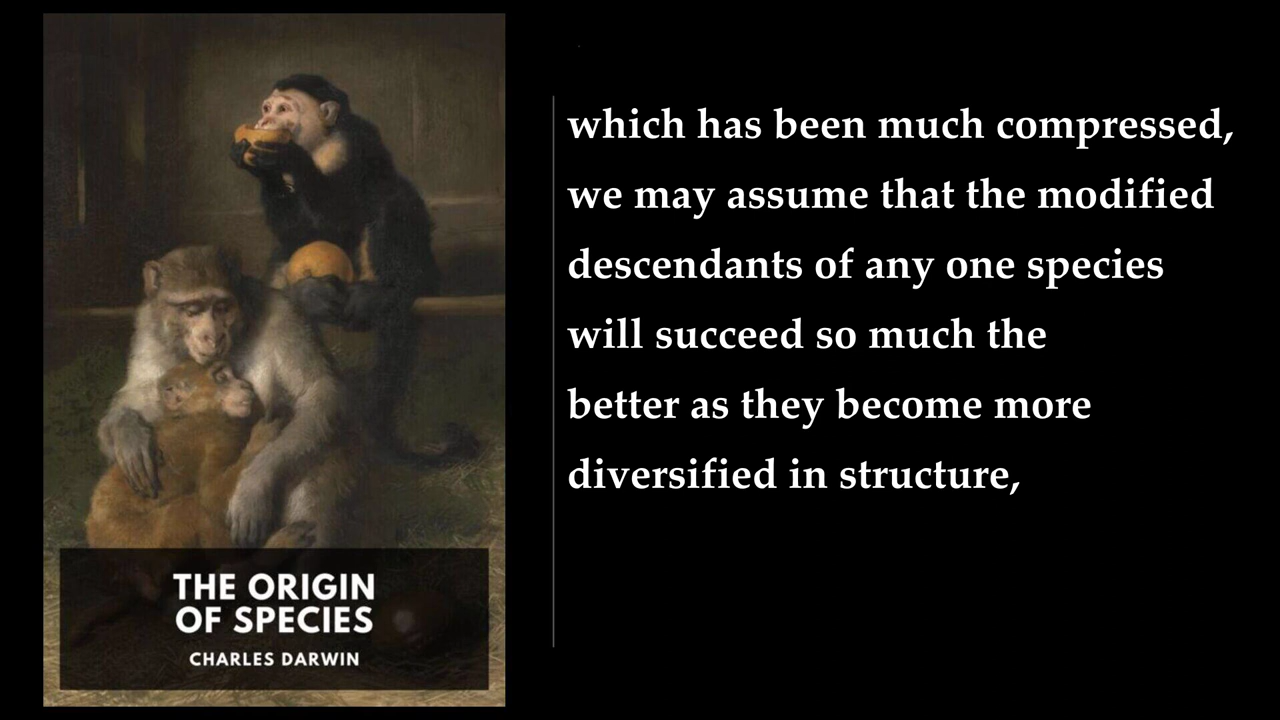 THE ORIGIN
OF SPECIES
CHARLES DARWIN
which has been much compressed,
we may assume that the modified
descendants of any one species
will succeed so much the
better as they become more
diversified in structure,